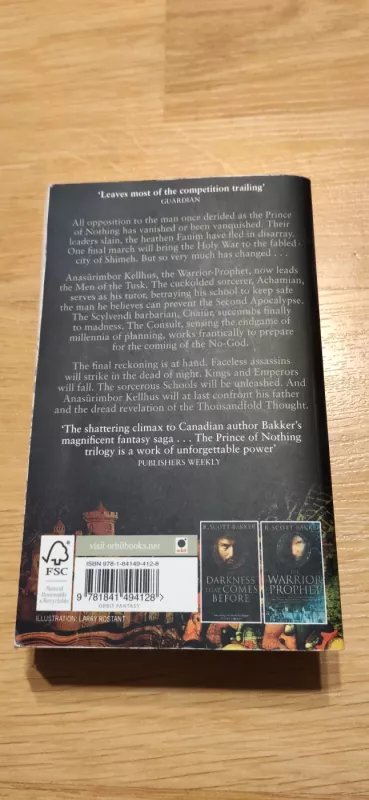 'Leaves most of the competition trailing'
GUARDIAN
All opposition to the man once derided as the Prince
of Nothing has vanished or been vanquished. Their
leaders slain, the heathen Fanim have fled in disarray.
One final march will bring the Holy War to the fabled
city of Shimeh. But so very much has changed . . .
Anasûrimbor Kellhus, the Warrior-Prophet, now leads
the Men of the Tusk. The cuckolded sorcerer, Achamian,
serves as his tutor, betraying his school to keep safe
the man he believes can prevent the Second Apocalypse.
The Scylvendi barbarian, Cnaiür, succumbs finally
to madness. The Consult, sensing the endgame of
millennia of planning, works frantically to prepare
for the coming of the No-God.
The final reckoning is at hand. Faceless assassins
will strike in the dead of night. Kings and Emperors
will fall. The sorcerous Schools will be unleashed. And
Anasûrimbor Kellhus will at last confront his father
and the dread revelation of the Thousandfold Thought.
'The shattering climax to Canadian author Bakker's
magnificent fantasy saga . . . The Prince of Nothing
trilogy is a work of unforgettable power'
PUBLISHERS WEEKLY
visit orbitbooks.net
orbit
FSC
ISBN 978-1-84149-412-8
9 781841 494128 >
ORBIT FANTASY
ILLUSTRATION: LARRY ROSTANT
R. SCOTT BAKKER
THE
DARKNESS
THAT COMES
BEFORE
R. SCOTT BAKKER
THE
WARRIOR
PROPHET